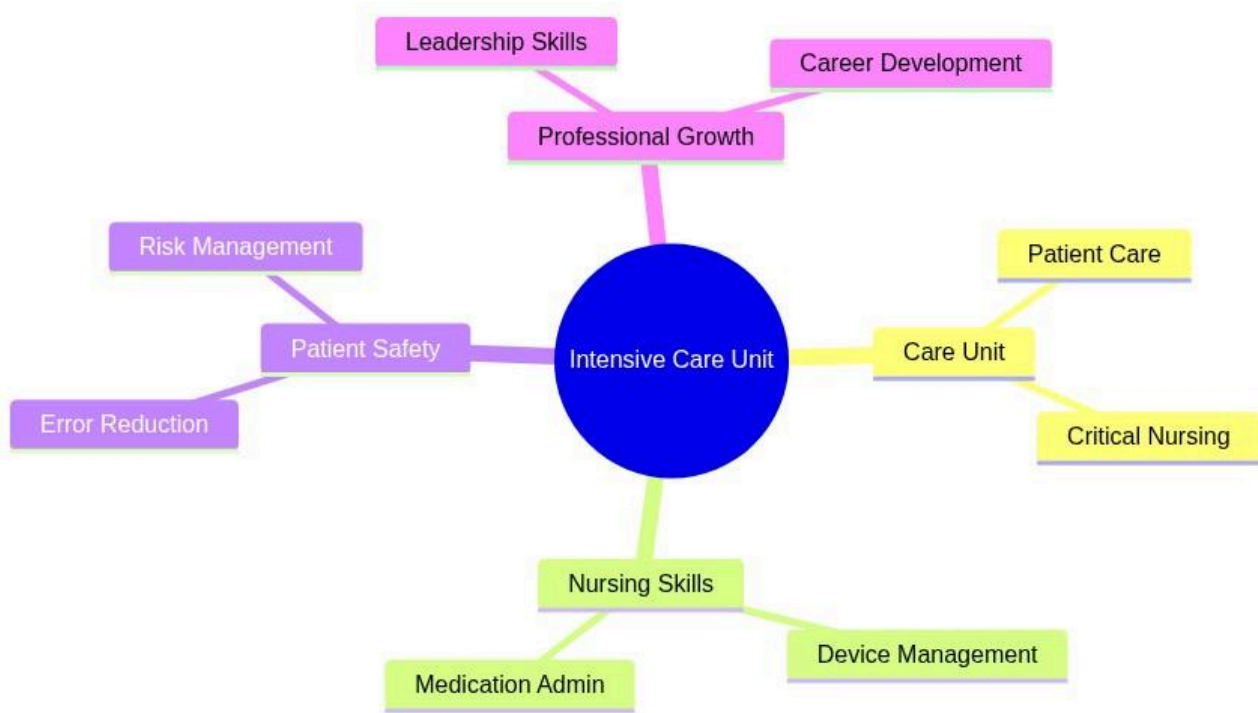 Leadership Skills
Career Development
Professional Growth
Risk Management
Patient Care
Patient Safety
Intensive Care Unit
Care Unit
Error Reduction
Critical Nursing
Nursing Skills
Device Management
Medication Admin